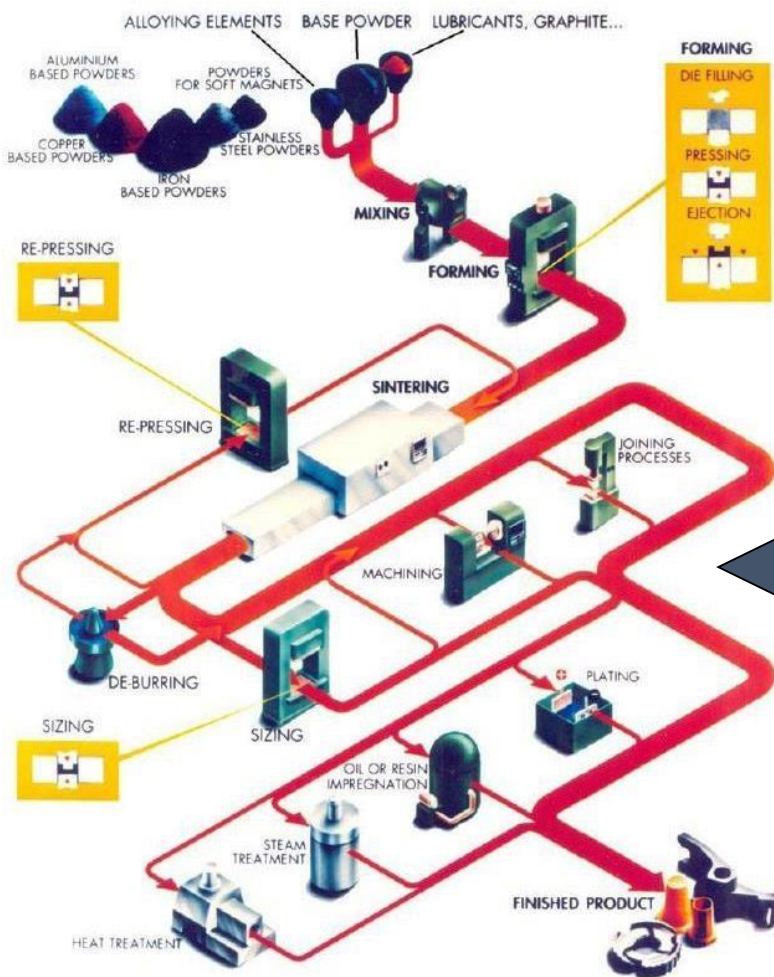 ALLOYING ELEMENTS
BASE POWDER
LUBRICANTS, GRAPHITE...
ALUMINIUM
BASED POWDERS
POWDERS
FOR SOFT MAGNETS
COPPER
BASED POWDERS
STAINLESS
STEEL POWDERS
IRON
BASED POWDERS
FORMING
DIE FILLING
PRESSING
EJECTION
MIXING
FORMING
RE-PRESSING
RE-PRESSING
SINTERING
JOINING
PROCESSES
MACHINING
DE-BURRING
SIZING
SIZING
PLATING
OIL OR RESIN
IMPREGNATION
STEAM
TREATMENT
HEAT TREATMENT
FINISHED PRODUCT